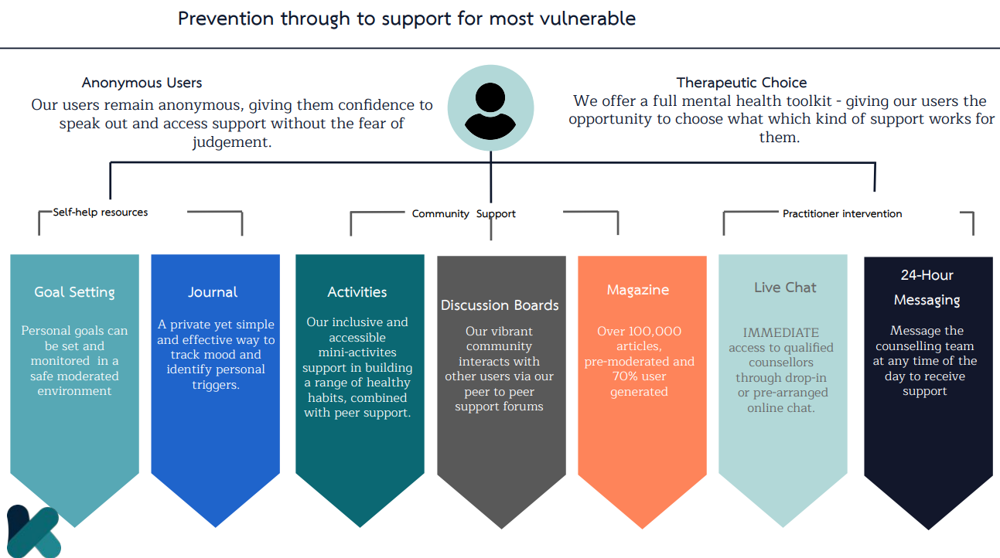 Prevention through to support for most vulnerable
Anonymous Users
Our users remain anonymous, giving them confidence to
speak out and access support without the fear of
judgement.
Therapeutic Choice
We offer a full mental health toolkit - giving our users the
opportunity to choose what which kind of support works for
them.
Self-help resources
Community Support
Practitioner intervention
Goal Setting
Personal goals can
be set and
monitored in a
safe moderated
environment
Journal
A private yet simple
and effective way to
track mood and
identify personal
triggers.
Activities
Our inclusive and
accessible
mini-activites
support in building
a range of healthy
habits, combined
with peer support.
Discussion Boards
Our vibrant
community
interacts with
other users via our
peer to peer
support forums
Magazine
Over 100,000
articles,
pre-moderated and
70% user
generated
Live Chat
IMMEDIATE
access to qualified
counsellors
through drop-in
or pre-arranged
online chat.
24-Hour
Messaging
Message the
counselling team
at any time of the
day to receive
support